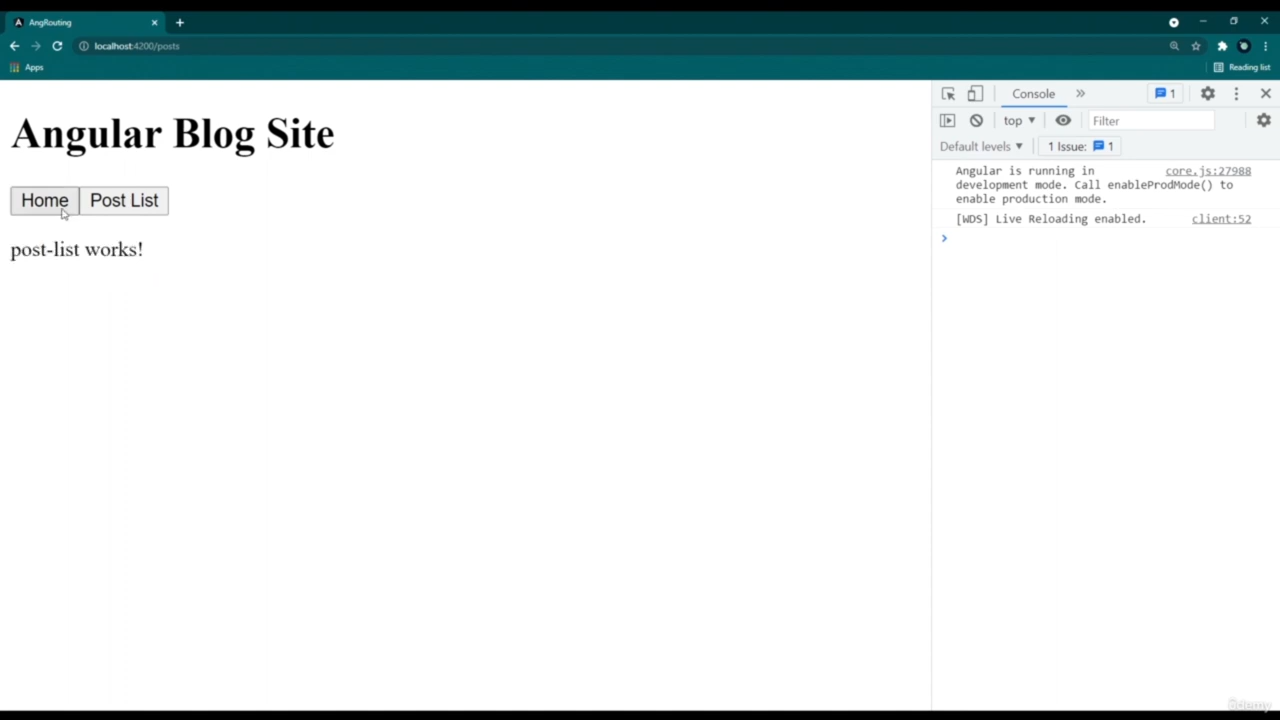 AngRouting
localhost:4200/posts
Apps
Reading list
Angular Blog Site
Home
Post List
post-list works!
Console
1
top
Filter
Default levels
1 Issue:
1
Angular is running in
core.js:27988
development mode. Call enableProdMode() to
enable production mode.
[WDS] Live Reloading enabled.
client:52
Udemy